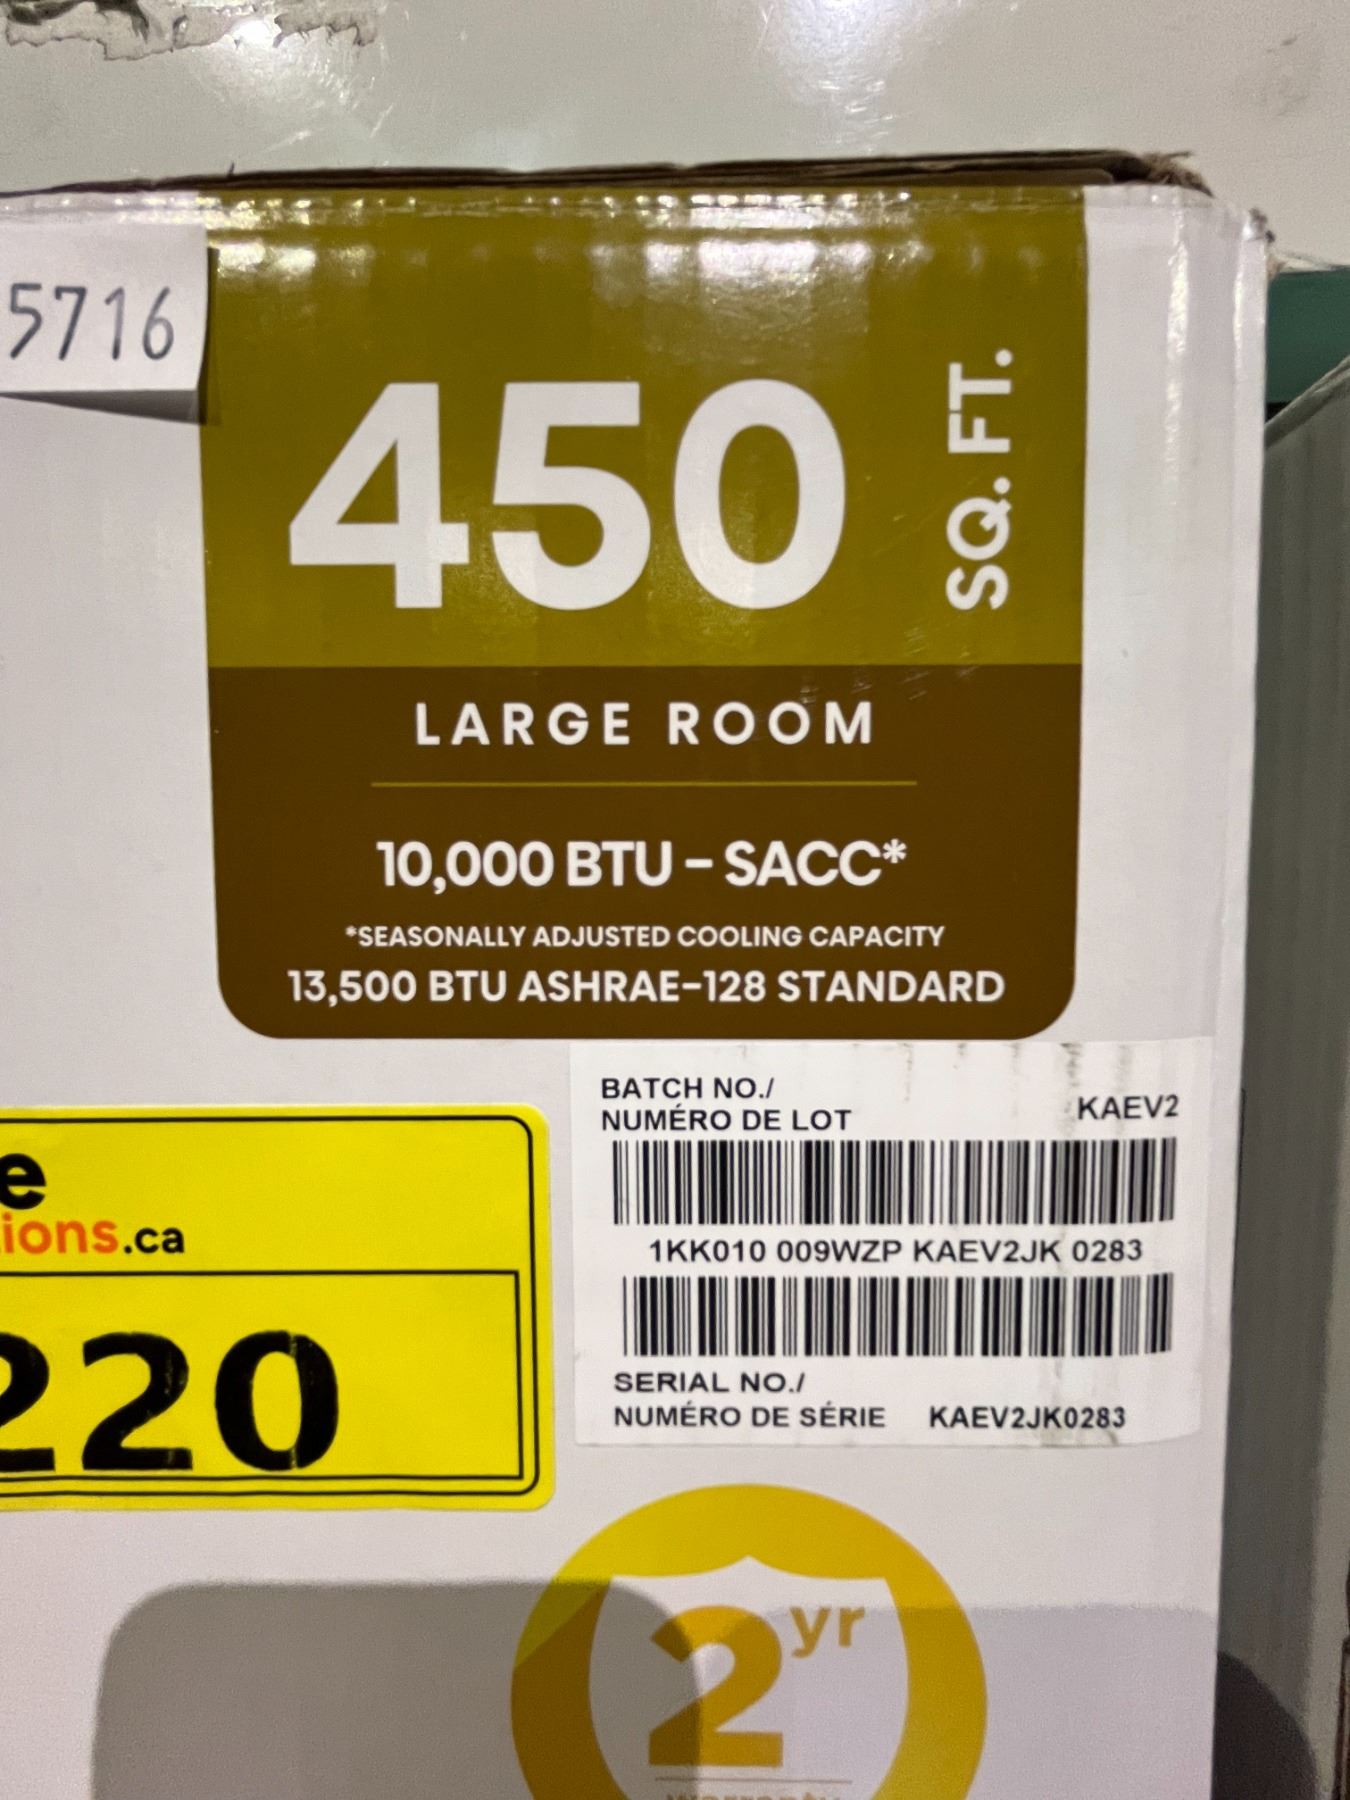 5716
450
SQ. FT.
LARGE ROOM
10,000 BTU - SACC*
*SEASONALLY ADJUSTED COOLING CAPACITY
13,500 BTU ASHRAE-128 STANDARD
BATCH NO./
NUMÉRO DE LOT KAEV2
1KK010 009WZP KAEV2JK 0283
SERIAL NO./
NUMÉRO DE SÉRIE KAEV2JK0283
e
ions.ca
220
2 yr
warranty